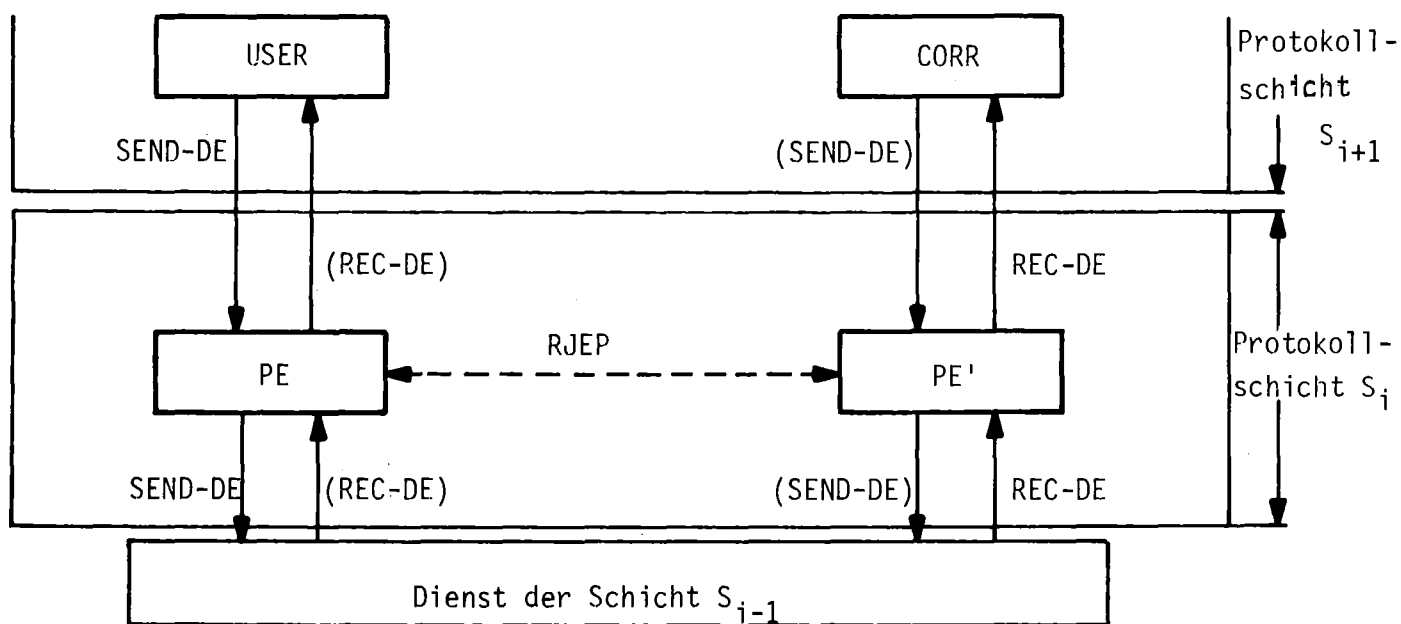 USER
CORR
Protokoll-
schicht
S_{i+1}
SEND-DE
(SEND-DE)
(REC-DE)
REC-DE
PE
RJEP
PE'
Protokoll-
schicht S_i
SEND-DE
(REC-DE)
(SEND-DE)
REC-DE
Dienst der Schicht S_{i-1}